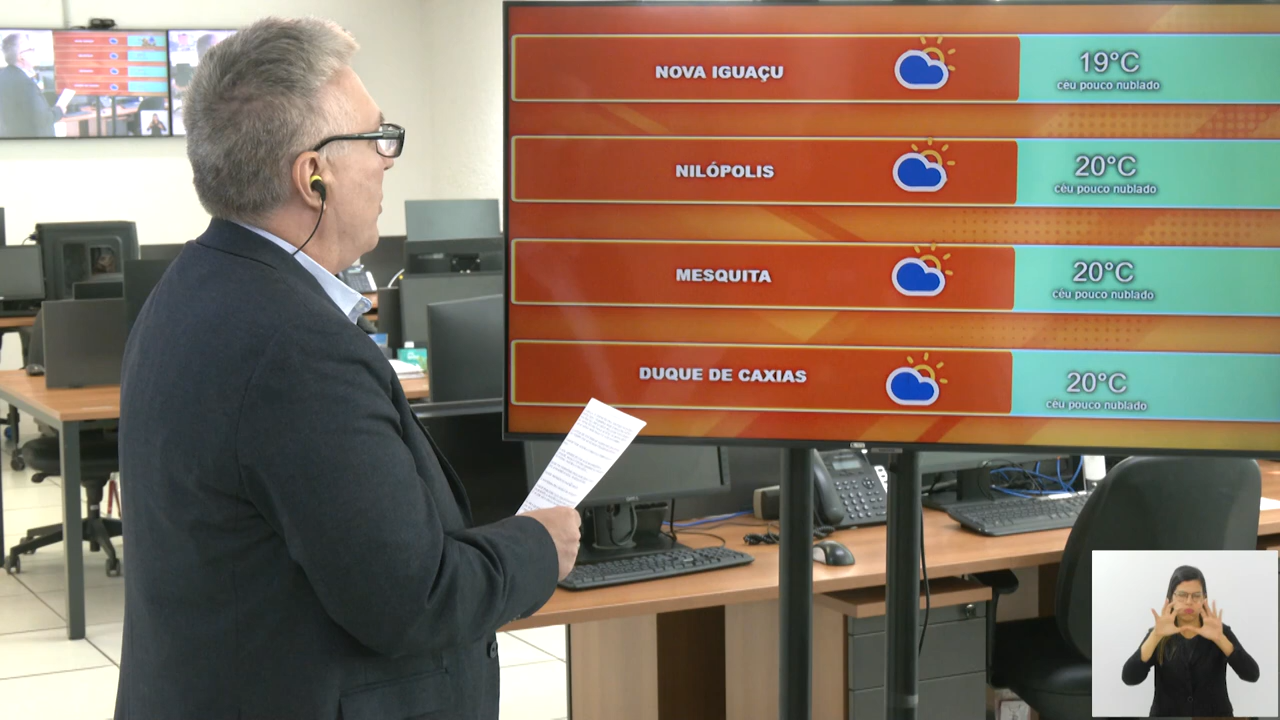 NOVA IGUAÇU
19°C
céu pouco nublado
NILÓPOLIS
20°C
céu pouco nublado
MESQUITA
20°C
céu pouco nublado
DUQUE DE CAXIAS
20°C
céu pouco nublado